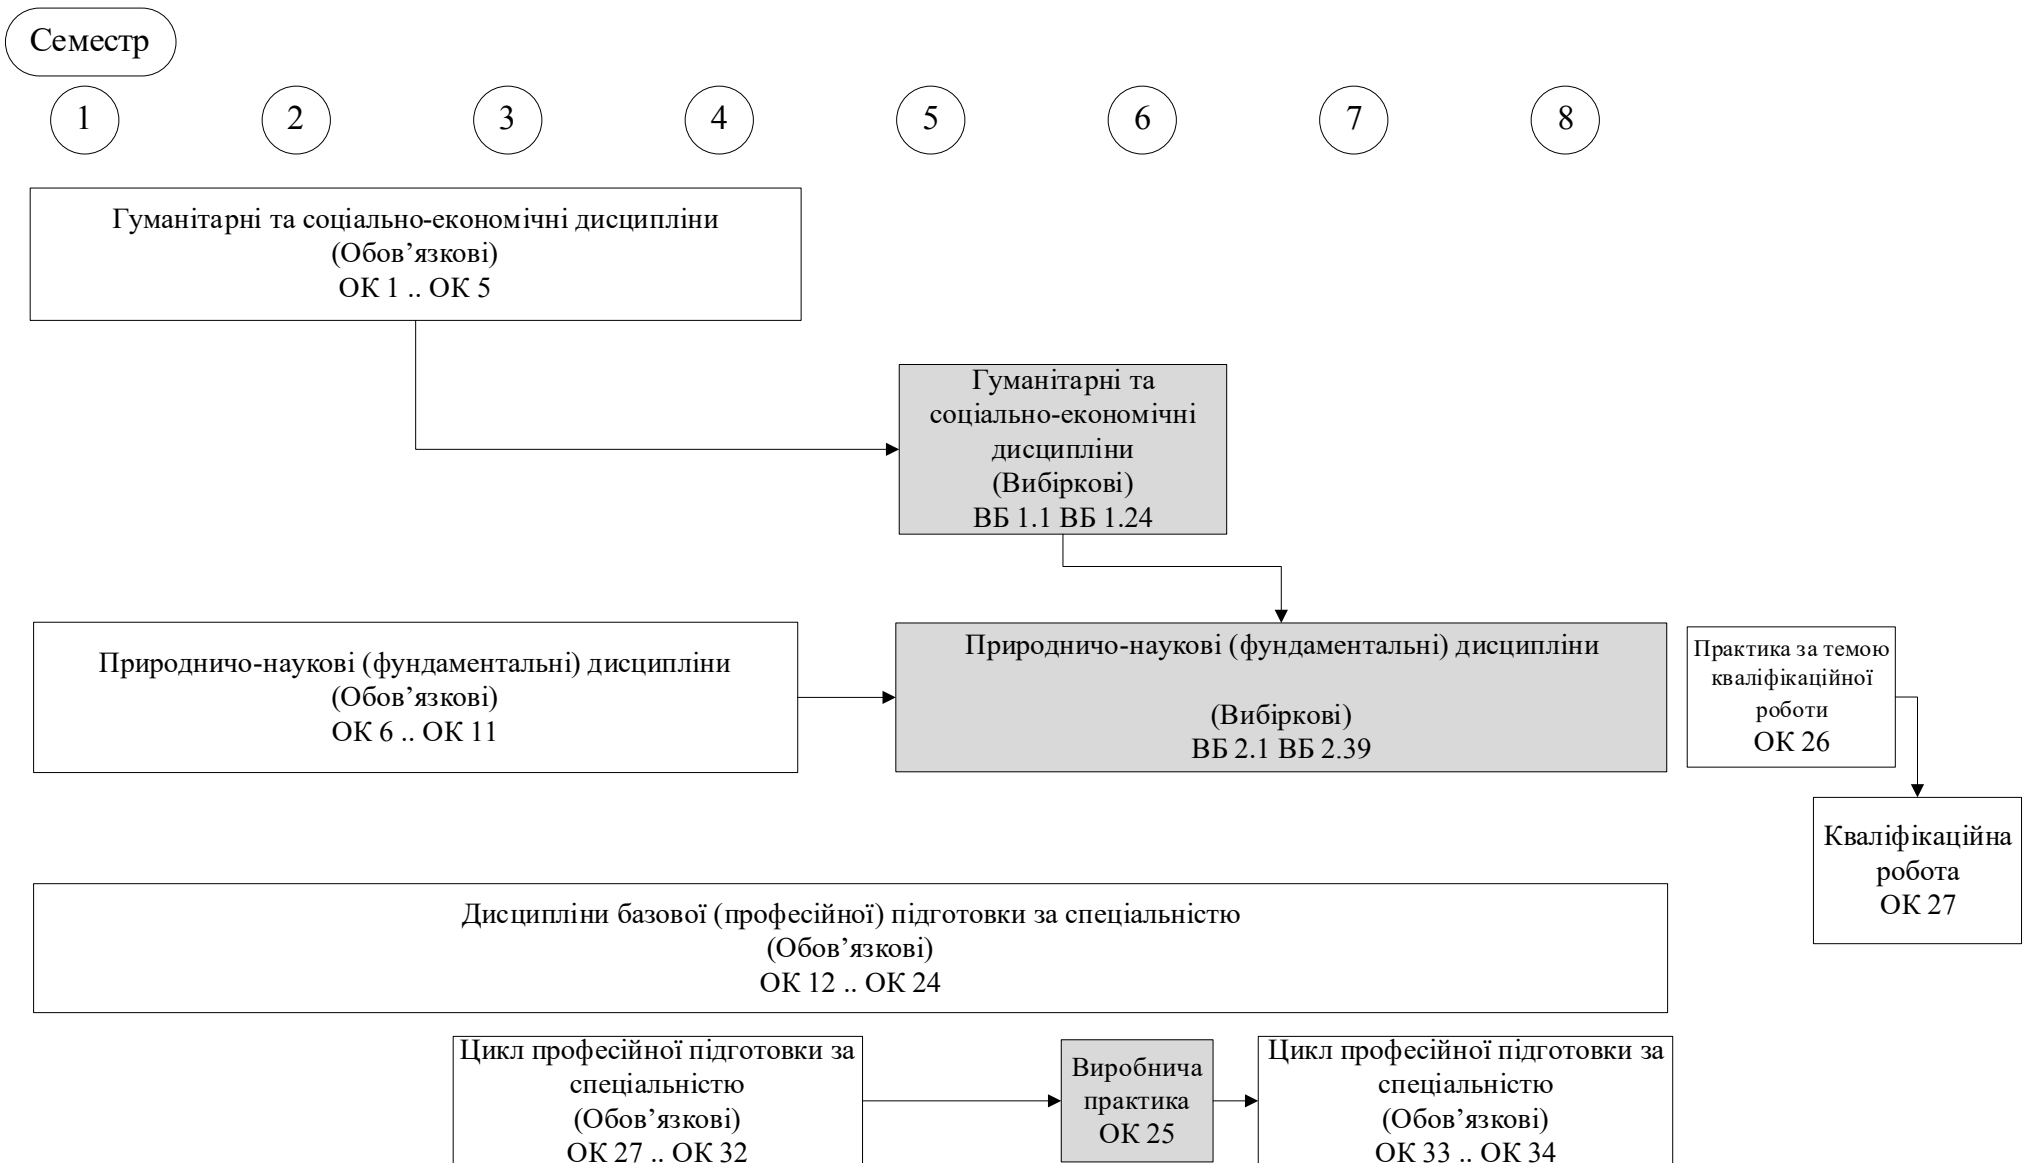 Семестр
1 2 3 4 5 6 7 8
Гуманітарні та соціально-економічні дисципліни
(Обов’язкові)
ОК 1 .. ОК 5
Гуманітарні та
соціально-економічні
дисципліни
(Вибіркові)
ВБ 1.1 ВБ 1.24
Природничо-наукові (фундаментальні) дисципліни
(Обов’язкові)
ОК 6 .. ОК 11
Природничо-наукові (фундаментальні) дисципліни
(Вибіркові)
ВБ 2.1 ВБ 2.39
Практика за темою
кваліфікаційної
роботи
ОК 26
Кваліфікаційна
робота
ОК 27
Дисципліни базової (професійної) підготовки за спеціальністю
(Обов’язкові)
ОК 12 .. ОК 24
Цикл професійної підготовки за
спеціальністю
(Обов’язкові)
ОК 27 .. ОК 32
Виробнича
практика
ОК 25
Цикл професійної підготовки за
спеціальністю
(Обов’язкові)
ОК 33 .. ОК 34